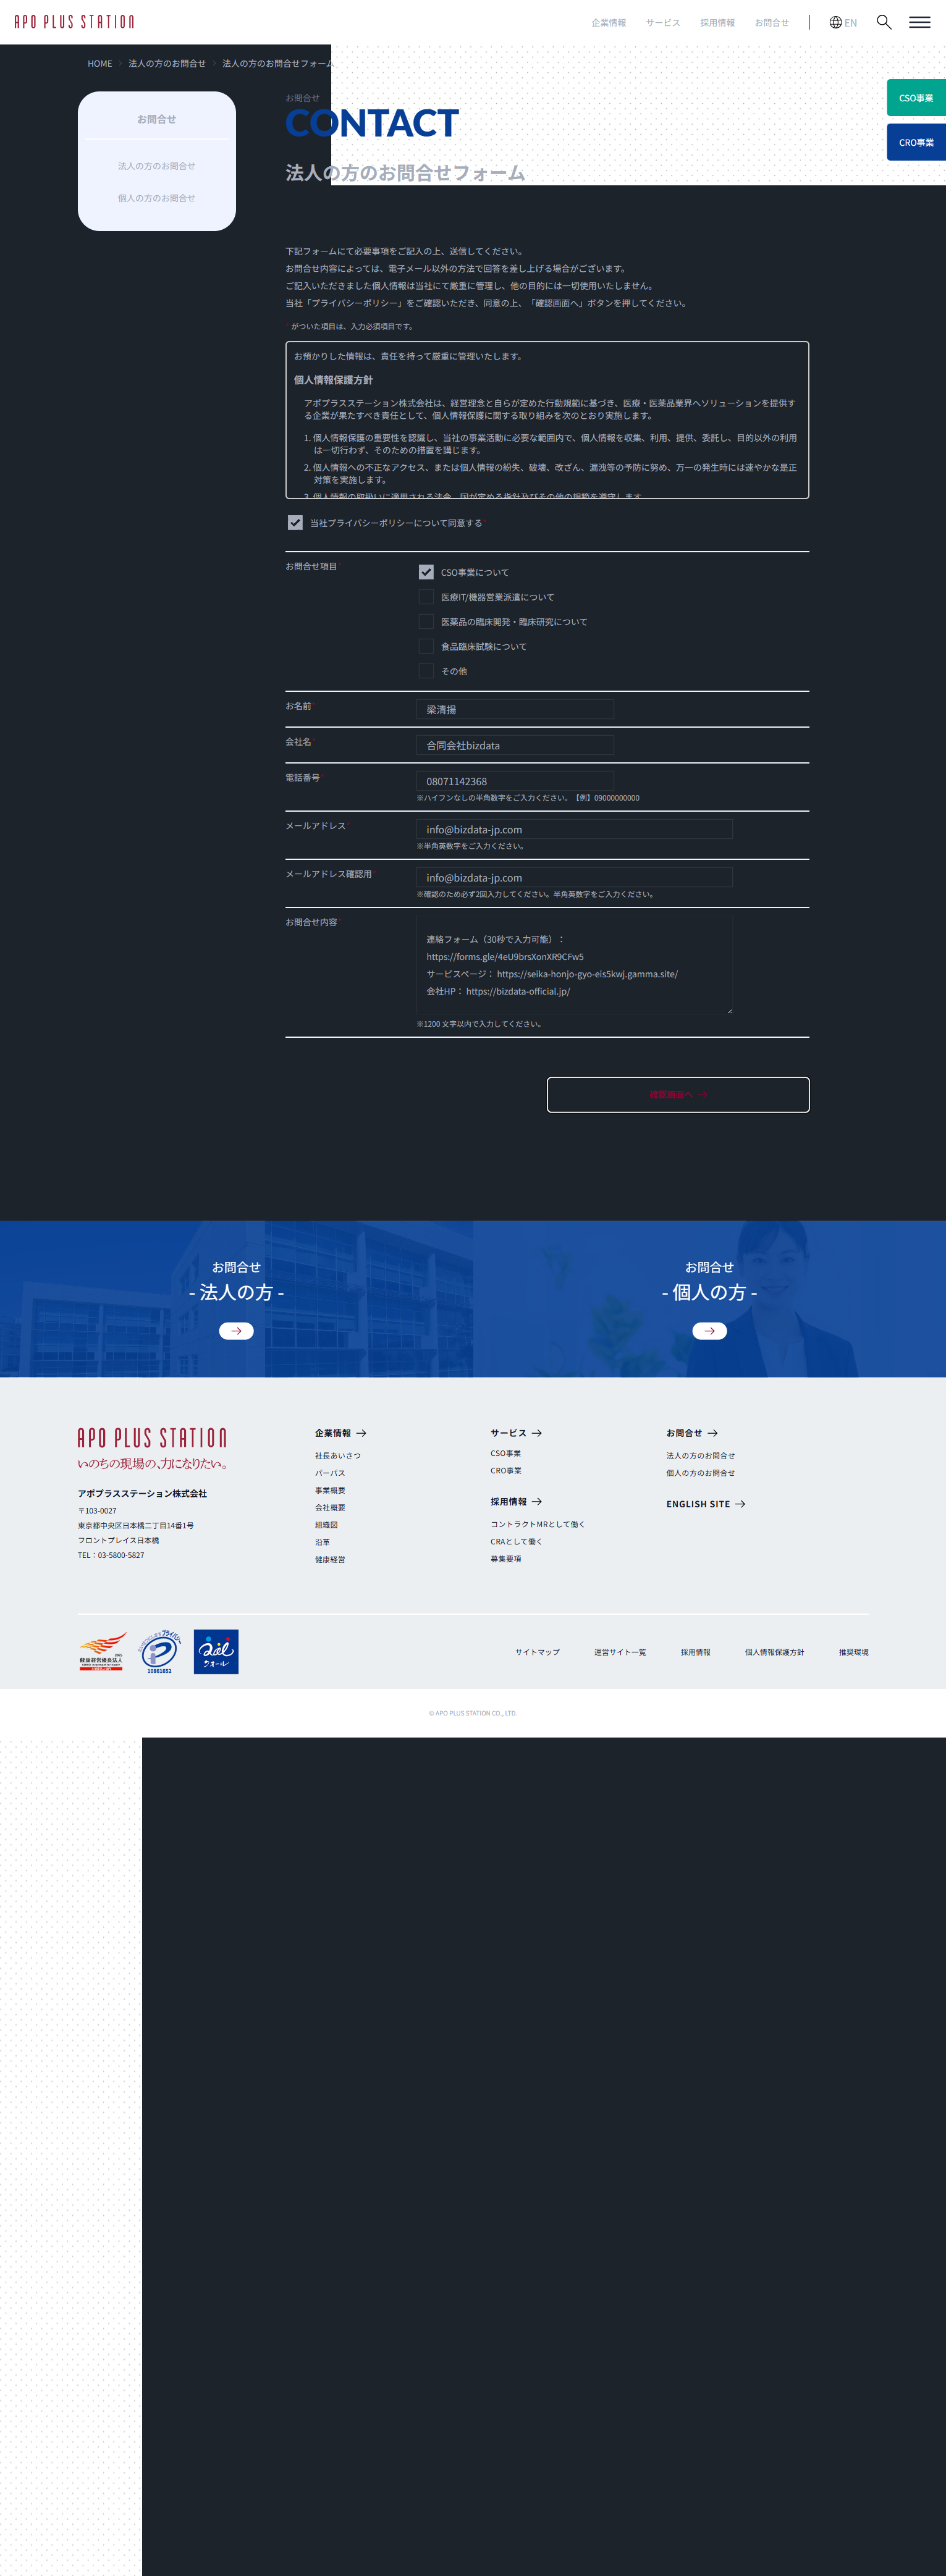 APO PLUS STATION
企業情報 サービス 採用情報 お問合せ EN
HOME 法人の方のお問合せ 法人の方のお問合せフォーム
CSO事業
CRO事業
お問合せ
法人の方のお問合せ
個人の方のお問合せ
お問合せ
CONTACT
法人の方のお問合せフォーム
下記フォームにて必要事項をご記入の上、送信してください。
お問合せ内容によっては、電子メール以外の方法で回答を差し上げる場合がございます。
ご記入いただきました個人情報は当社にて厳重に管理し、他の目的には一切使用いたしません。
当社「プライバシーポリシー」をご確認いただき、同意の上、「確認画面へ」ボタンを押してください。
* がついた項目は、入力必須項目です。
お預かりした情報は、責任を持って厳重に管理いたします。
個人情報保護方針
アポプラスステーション株式会社は、経営理念と自らが定めた行動規範に基づき、医療・医薬品業界へソリューションを提供す
る企業が果たすべき責任として、個人情報保護に関する取り組みを次のとおり実施します。
1. 個人情報保護の重要性を認識し、当社の事業活動に必要な範囲内で、個人情報を収集、利用、提供、委託し、目的以外の利用
は一切行わず、そのための措置を講じます。
2. 個人情報への不正なアクセス、または個人情報の紛失、破壊、改ざん、漏洩等の予防に努め、万一の発生時には速やかな是正
対策を実施します。
3. 個人情報の取扱いに適用される法令、国が定める指針及びその他の規範を遵守します。
当社プライバシーポリシーについて同意する*
お問合せ項目*
CSO事業について
医療IT/機器営業派遣について
医薬品の臨床開発・臨床研究について
食品臨床試験について
その他
お名前*
梁清揚
会社名*
合同会社bizdata
電話番号*
08071142368
※ハイフンなしの半角数字をご入力ください。【例】09000000000
メールアドレス*
info@bizdata-jp.com
※半角英数字をご入力ください。
メールアドレス確認用*
info@bizdata-jp.com
※確認のため必ず2回入力してください。半角英数字をご入力ください。
お問合せ内容*
連絡フォーム（30秒で入力可能）：
https://forms.gle/4eU9brsXonXR9CFw5
サービスページ： https://seika-honjo-gyo-eis5kwj.gamma.site/
会社HP： https://bizdata-official.jp/
※1200 文字以内で入力してください。
確認画面へ
お問合せ
- 法人の方 -
お問合せ
- 個人の方 -
APO PLUS STATION
いのちの現場の、力になりたい。
アポプラスステーション株式会社
〒103-0027
東京都中央区日本橋二丁目14番1号
フロントプレイス日本橋
TEL：03-5800-5827
企業情報
社長あいさつ
パーパス
事業概要
会社概要
組織図
沿革
健康経営
サービス
CSO事業
CRO事業
採用情報
コントラクトMRとして働く
CRAとして働く
募集要項
お問合せ
法人の方のお問合せ
個人の方のお問合せ
ENGLISH SITE
健康経営優良法人
10861652
クオール
サイトマップ 運営サイト一覧 採用情報 個人情報保護方針 推奨環境
© APO PLUS STATION CO., LTD.